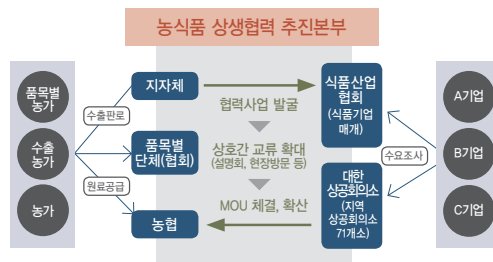 농식품 상생협력 추진본부
품목별
농가
수출
농가
농가
수출판로
원료공급
지자체
품목별
단체(협회)
농협
협력사업 발굴
상호간 교류 확대
(설명회, 현장방문 등)
MOU 체결, 확산
식품산업
협회
(식품기업
매개)
대한
상공회의소
(지역
상공회의소
71개소)
수요조사
A기업
B기업
C기업